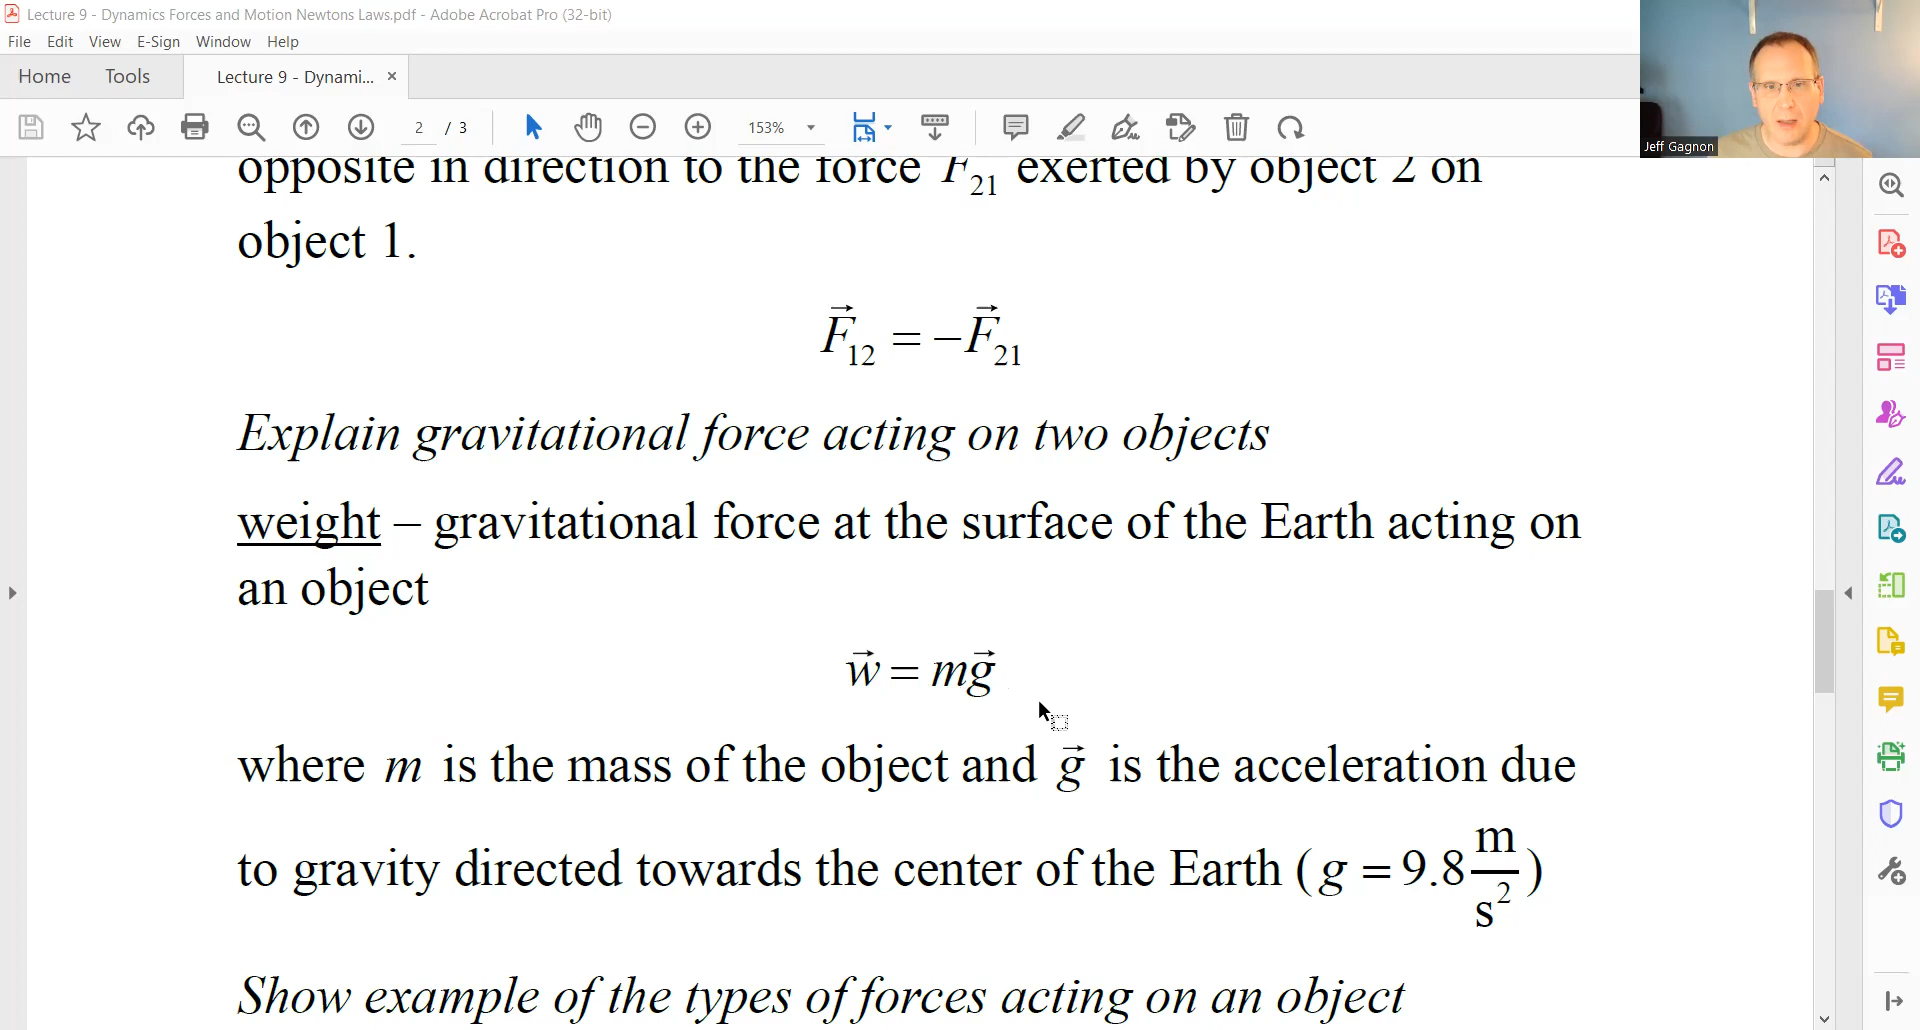 Lecture 9 - Dynamics Forces and Motion Newtons Laws.pdf - Adobe Acrobat Pro (32-bit)
File Edit View E-Sign Window Help
Home Tools Lecture 9 - Dynami... ×
2 / 3 153%
Jeff Gagnon
opposite in direction to the force F₂₁ exerted by object 2 on
object 1.
F⃗₁₂ = −F⃗₂₁
Explain gravitational force acting on two objects
weight – gravitational force at the surface of the Earth acting on
an object
w⃗ = mg⃗
where m is the mass of the object and g⃗ is the acceleration due
to gravity directed towards the center of the Earth ( g = 9.8 m/s² )
Show example of the types of forces acting on an object